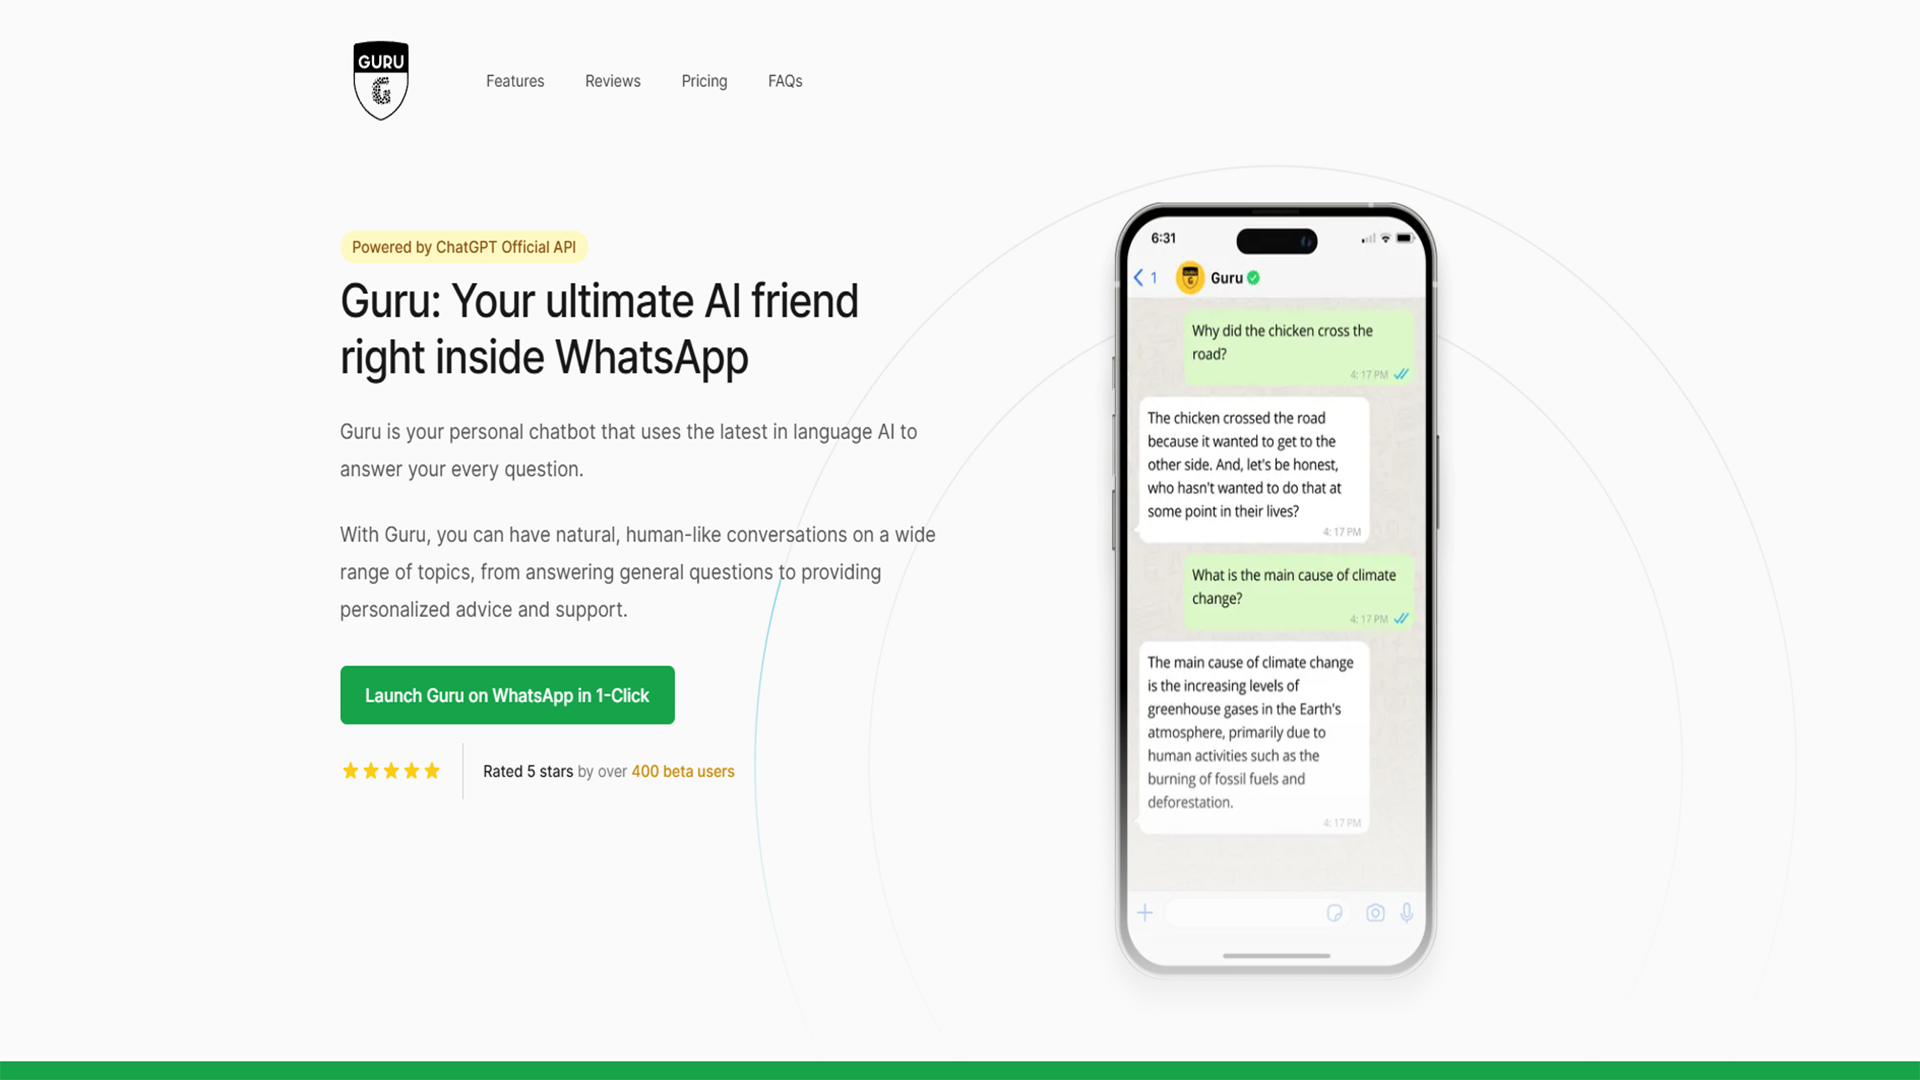 GURU
G
Features
Reviews
Pricing
FAQs
Powered by ChatGPT Official API
Guru: Your ultimate AI friend
right inside WhatsApp
Guru is your personal chatbot that uses the latest in language AI to
answer your every question.
With Guru, you can have natural, human-like conversations on a wide
range of topics, from answering general questions to providing
personalized advice and support.
Launch Guru on WhatsApp in 1-Click
Rated 5 stars by over 400 beta users
6:31
1
GURU
G
Guru
Why did the chicken cross the
road?
4: 17 PM
The chicken crossed the road
because it wanted to get to the
other side. And, let's be honest,
who hasn't wanted to do that at
some point in their lives?
4: 17 PM
What is the main cause of climate
change?
4: 17 PM
The main cause of climate change
is the increasing levels of
greenhouse gases in the Earth's
atmosphere, primarily due to
human activities such as the
burning of fossil fuels and
deforestation.
4: 17 PM